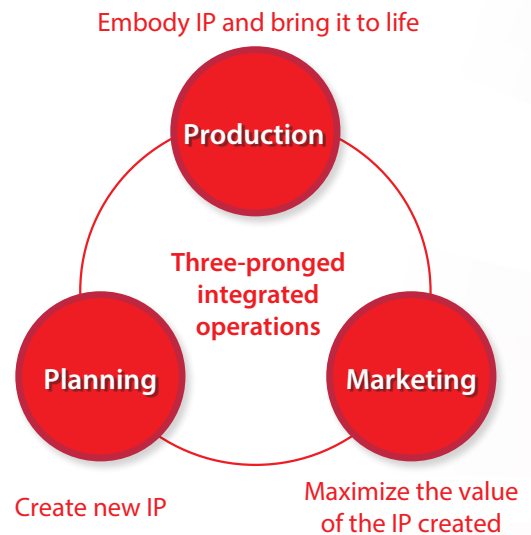 Embody IP and bring it to life
Production
Three-pronged
integrated
operations
Planning
Marketing
Create new IP
Maximize the value
of the IP created